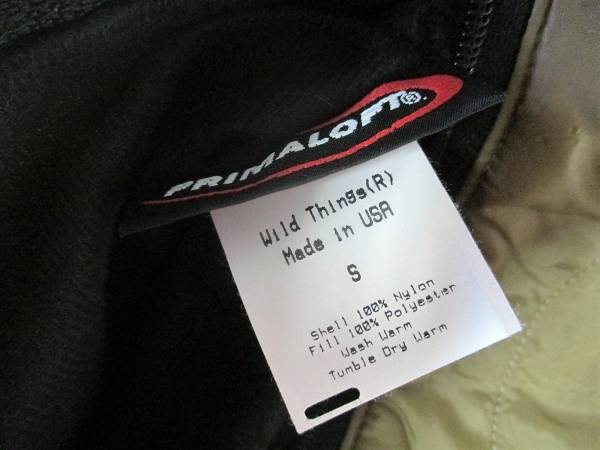 PRIMALOFT®
Wild Things(R)
Made in USA
S
Shell 100% Nylon
Fill 100% Polyester
Wash Warm
Tumble Dry Warm